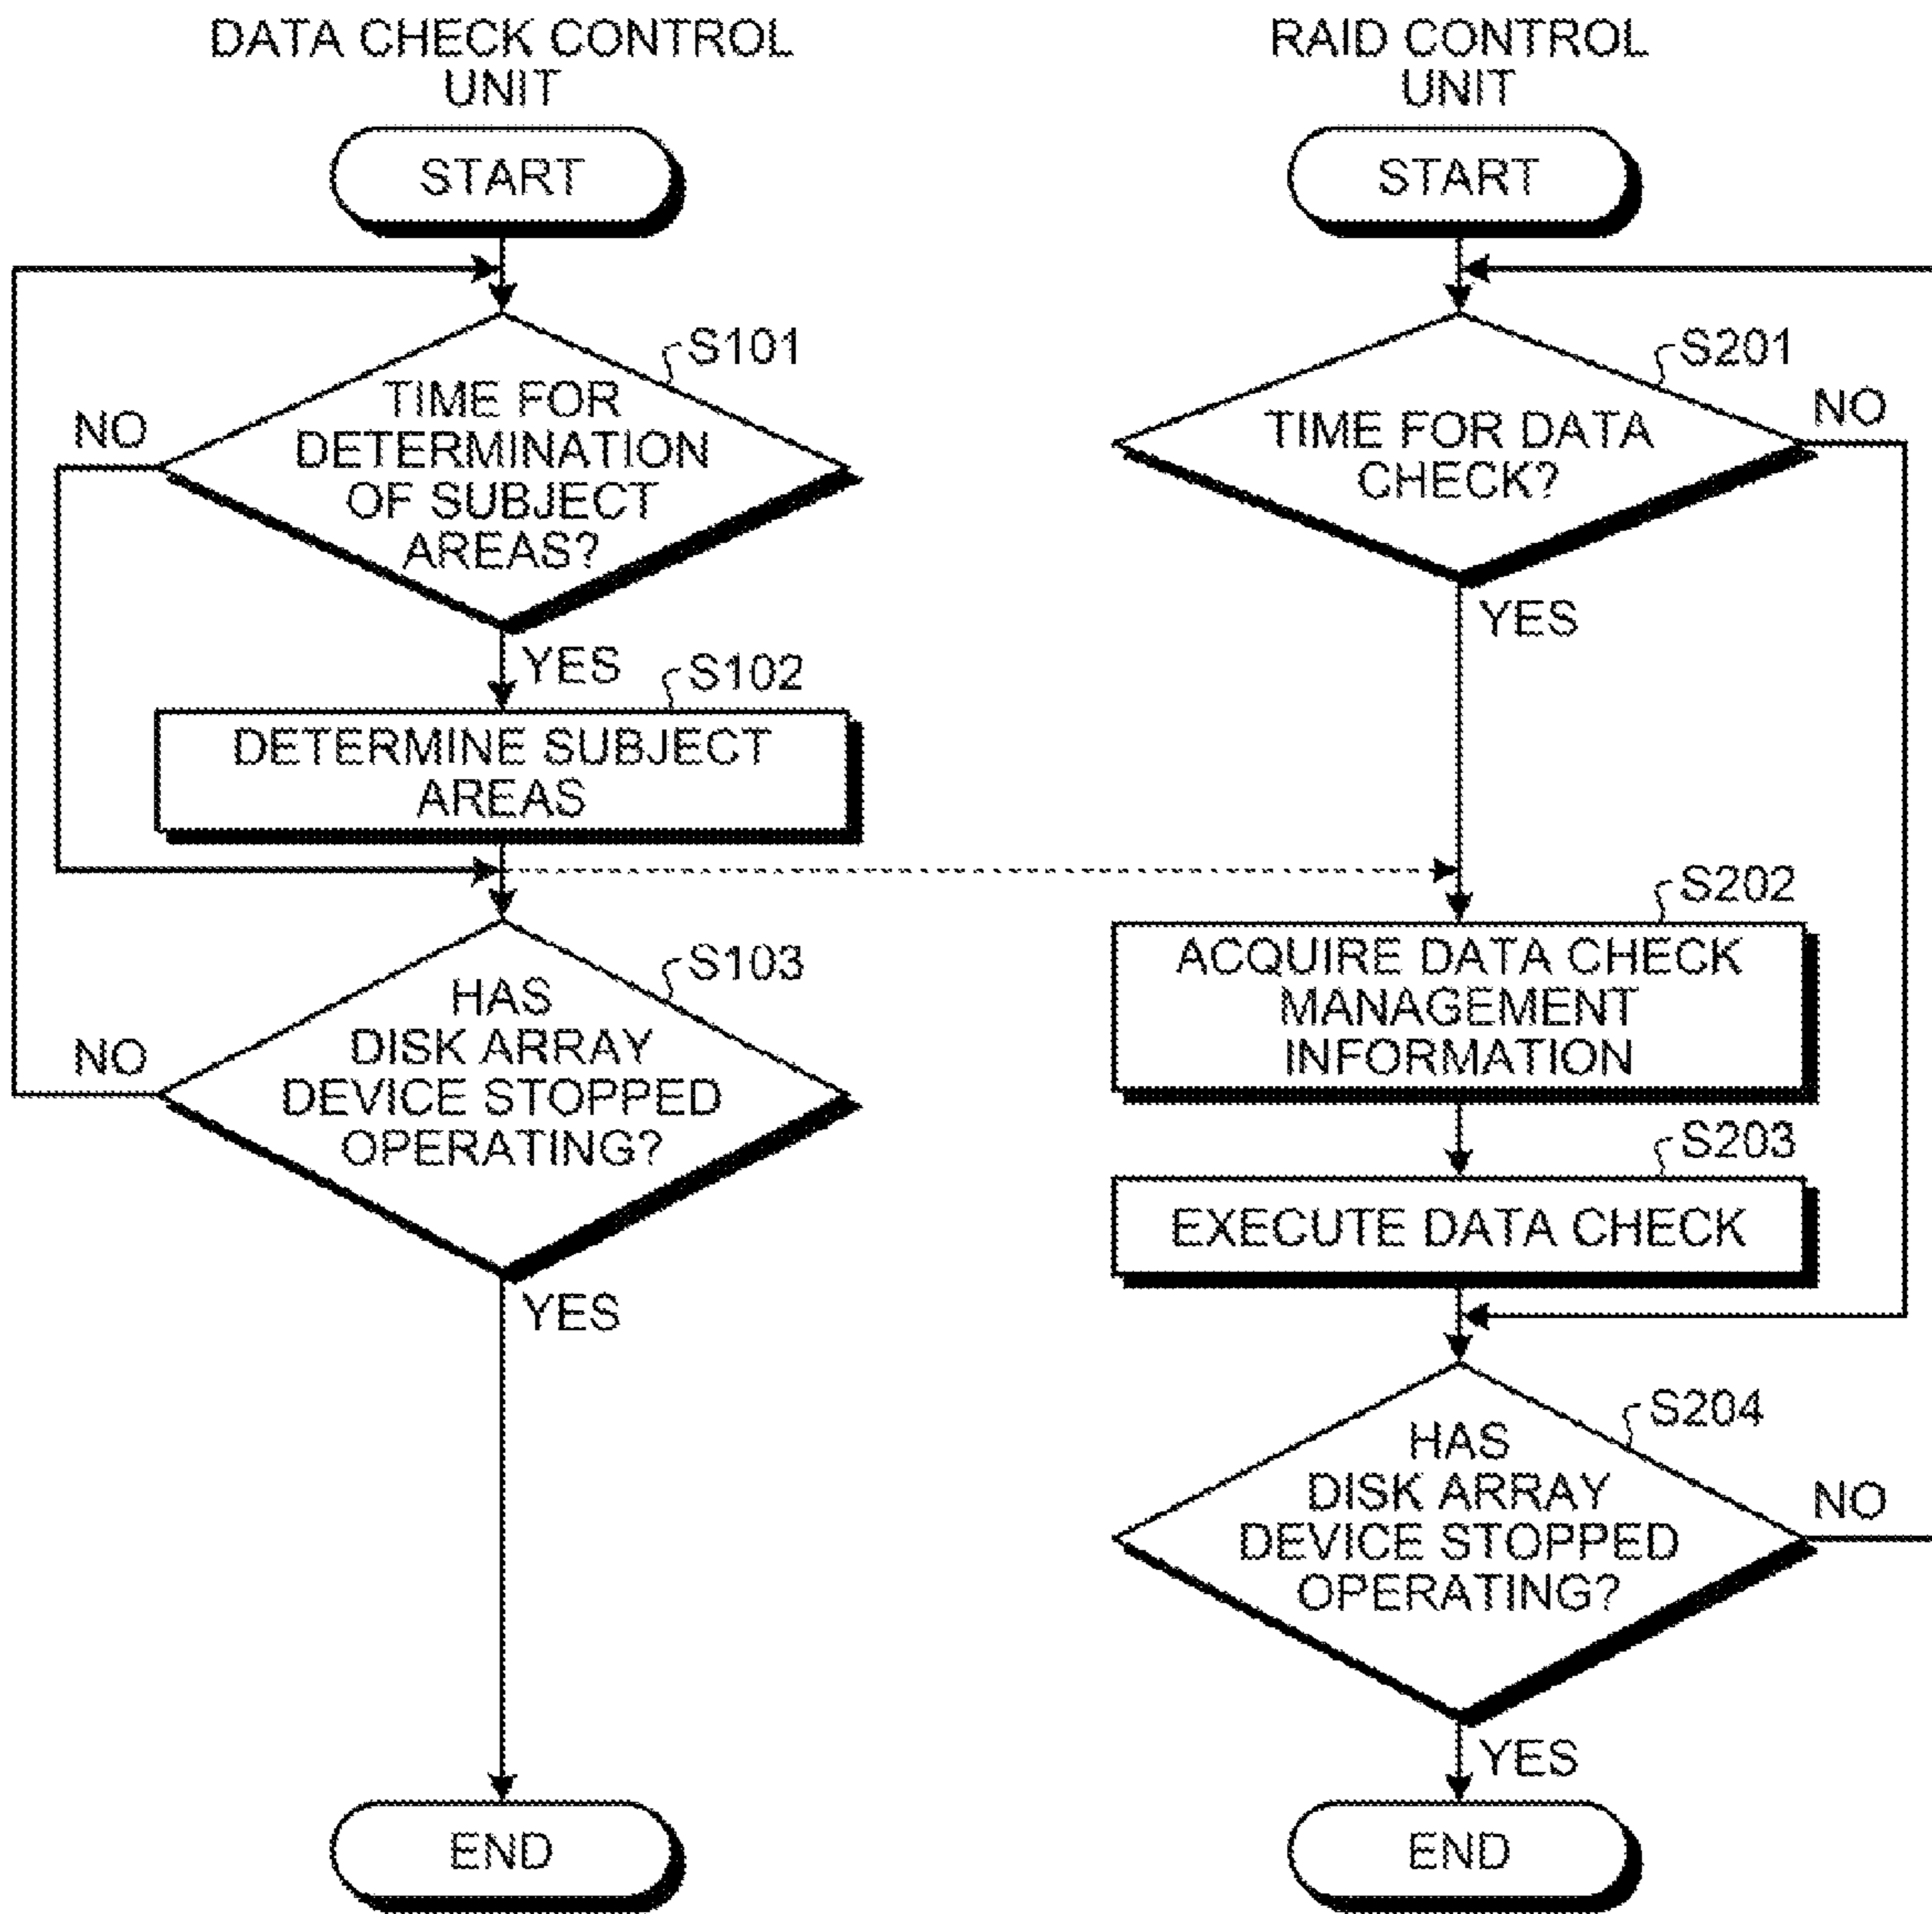 DATA CHECK CONTROL
UNIT
START
S101
TIME FOR
DETERMINATION
OF SUBJECT
AREAS?
NO
YES
S102
DETERMINE SUBJECT
AREAS
S103
HAS
DISK ARRAY
DEVICE STOPPED
OPERATING?
NO
YES
END
RAID CONTROL
UNIT
START
S201
TIME FOR DATA
CHECK?
NO
YES
S202
ACQUIRE DATA CHECK
MANAGEMENT
INFORMATION
S203
EXECUTE DATA CHECK
S204
HAS
DISK ARRAY
DEVICE STOPPED
OPERATING?
NO
YES
END